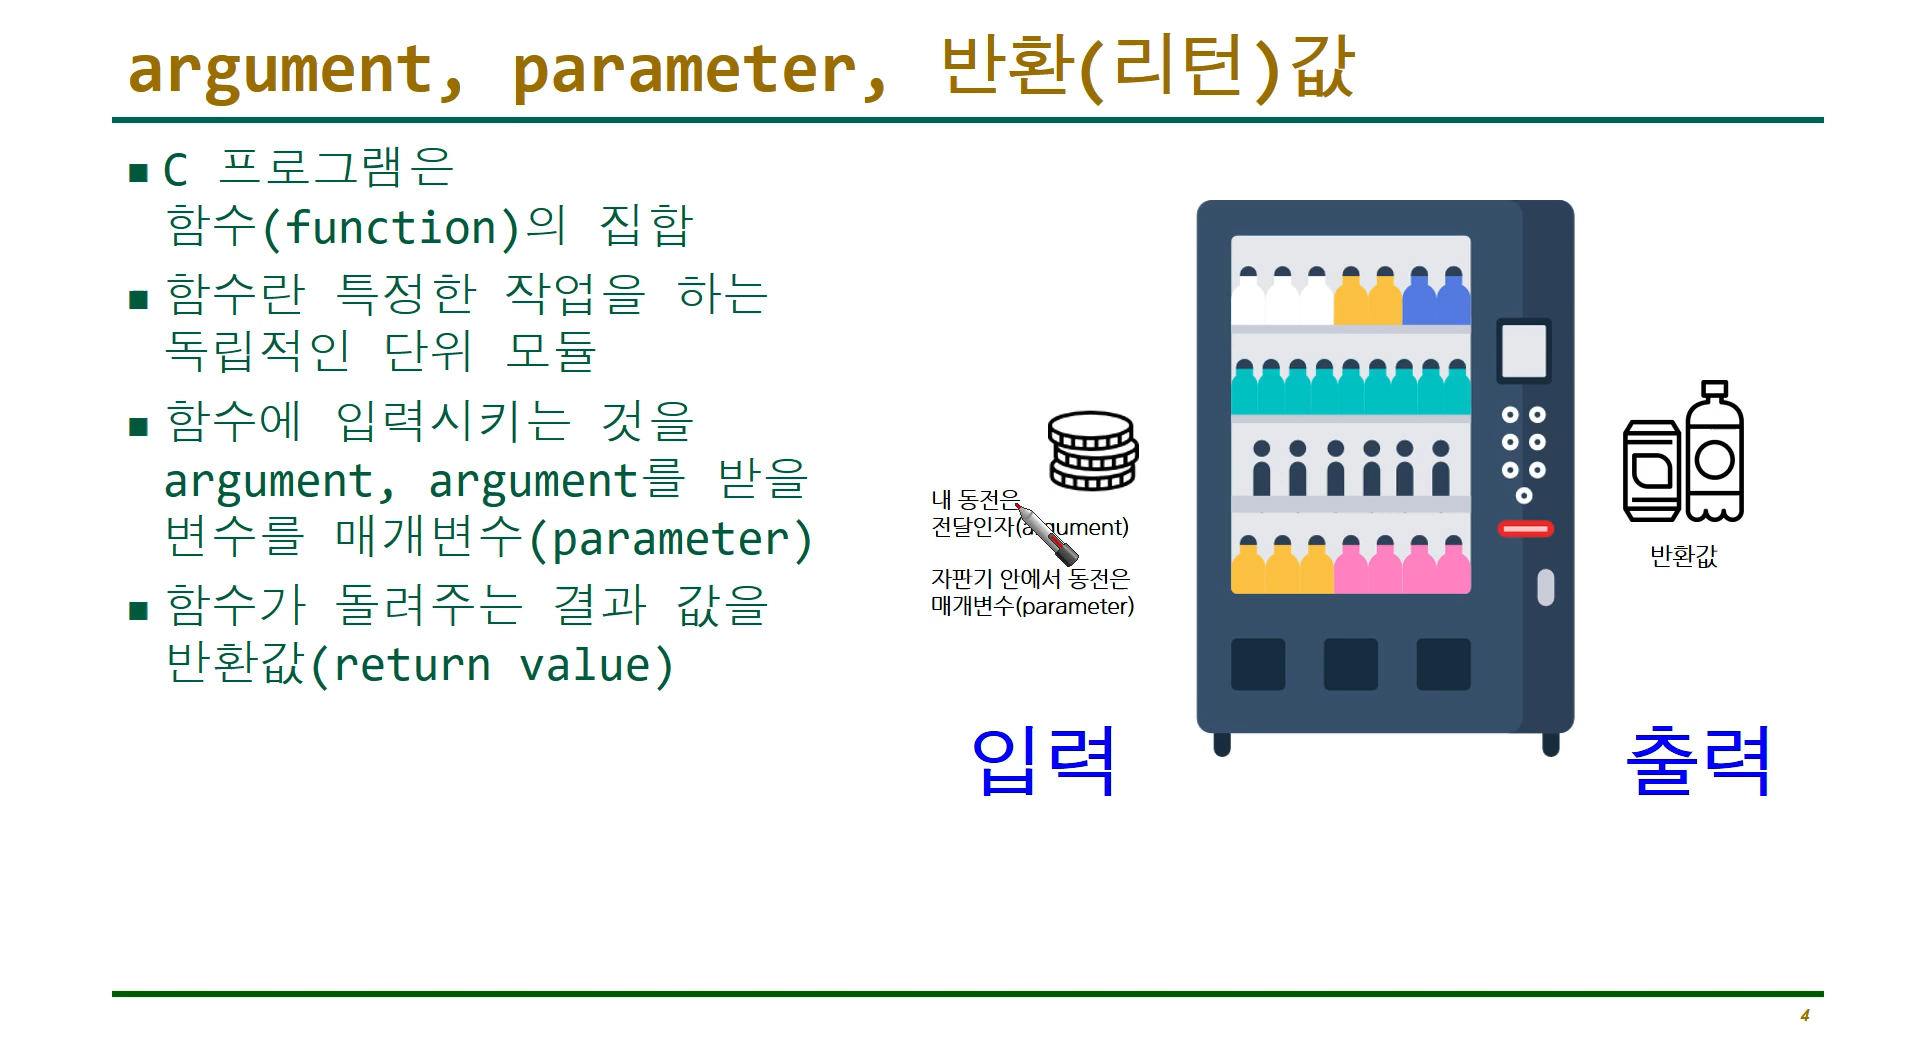 argument, parameter, 반환(리턴)값
■ C 프로그램은
함수(function)의 집합
■ 함수란 특정한 작업을 하는
독립적인 단위 모듈
■ 함수에 입력시키는 것을
argument, argument를 받을
변수를 매개변수(parameter)
■ 함수가 돌려주는 결과 값을
반환값(return value)
내 동전은
전달인자(argument)
자판기 안에서 동전은
매개변수(parameter)
반환값
입력
출력
4